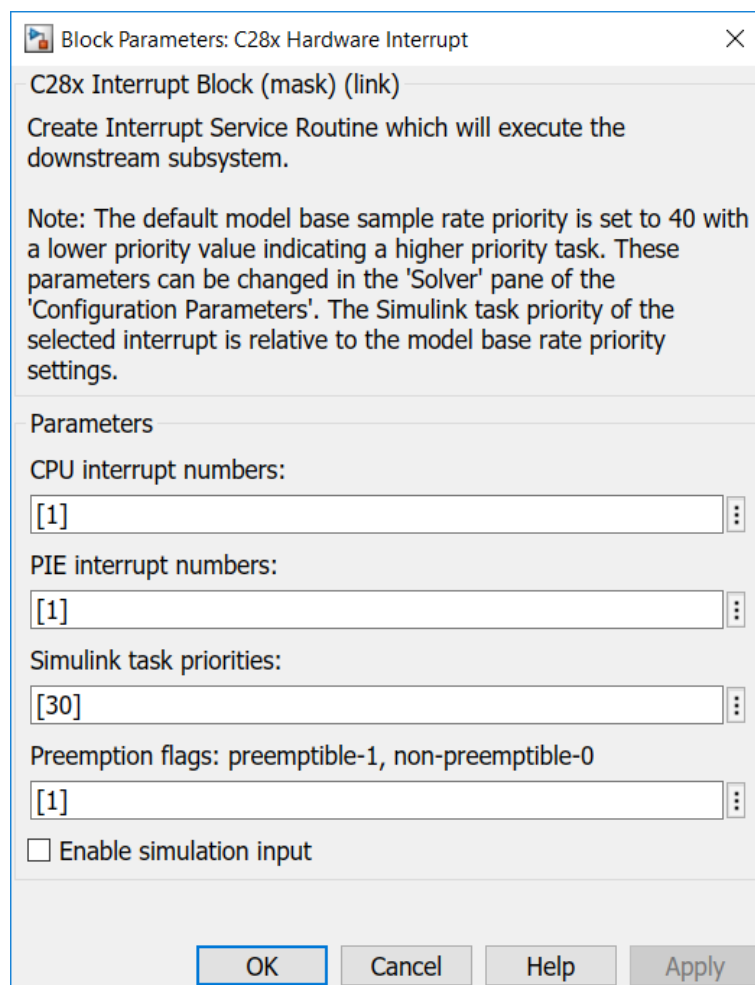 Block Parameters: C28x Hardware Interrupt
C28x Interrupt Block (mask) (link)
Create Interrupt Service Routine which will execute the
downstream subsystem.
Note: The default model base sample rate priority is set to 40 with
a lower priority value indicating a higher priority task. These
parameters can be changed in the 'Solver' pane of the
'Configuration Parameters'. The Simulink task priority of the
selected interrupt is relative to the model base rate priority
settings.
Parameters
CPU interrupt numbers:
[1]
PIE interrupt numbers:
[1]
Simulink task priorities:
[30]
Preemption flags: preemptible-1, non-preemptible-0
[1]
Enable simulation input
OK Cancel Help Apply